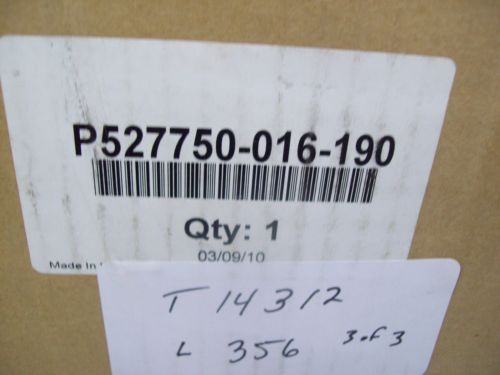 P527750-016-190
Qty: 1
03/09/10
Made in
T 14312
L 356 3 of 3